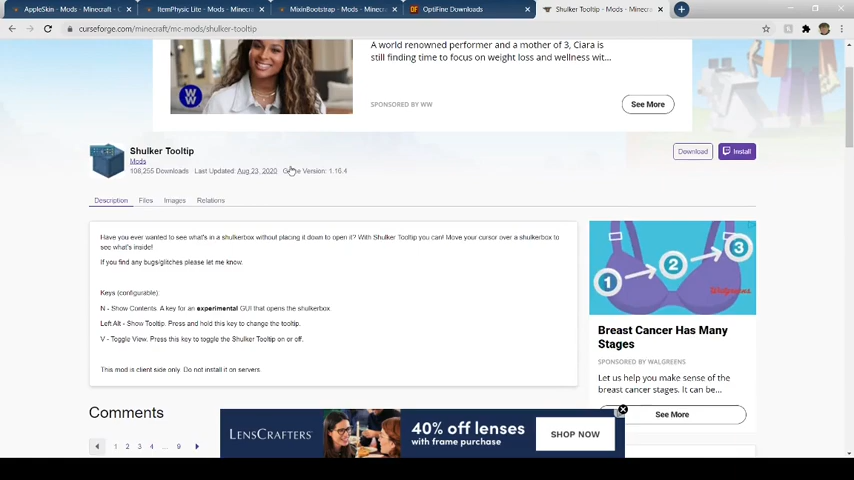 AppleSkin - Mods - Minecraft - C
ItemPhysic Lite - Mods - Minecraf
MixinBootstrap - Mods - Minecraf
OptiFine Downloads
Shulker Tooltip - Mods - Minecraf
curseforge.com/minecraft/mc-mods/shulker-tooltip
A world renowned performer and a mother of 3, Ciara is
still finding time to focus on weight loss and wellness wit...
WW
SPONSORED BY WW
See More
Shulker Tooltip
Mods
108,255 Downloads Last Updated: Aug 23, 2020 Game Version: 1.16.4
Download
Install
Description Files Images Relations
Have you ever wanted to see what's in a shulkerbox without placing it down to open it? With Shulker Tooltip you can! Move your cursor over a shulkerbox to
see what's inside!
If you find any bugs/glitches please let me know.
Keys (configurable)
N - Show Contents. A key for an experimental GUI that opens the shulkerbox
Left Alt - Show Tooltip. Press and hold this key to change the tooltip.
V - Toggle View. Press this key to toggle the Shulker Tooltip on or off.
This mod is client side only. Do not install it on servers.
1 2 3
Walgreens
Breast Cancer Has Many
Stages
SPONSORED BY WALGREENS
Let us help you make sense of the
breast cancer stages. It can be...
See More
Comments
1 2 3 4 ... 9
LENSCRAFTERS
40% off lenses
with frame purchase
SHOP NOW